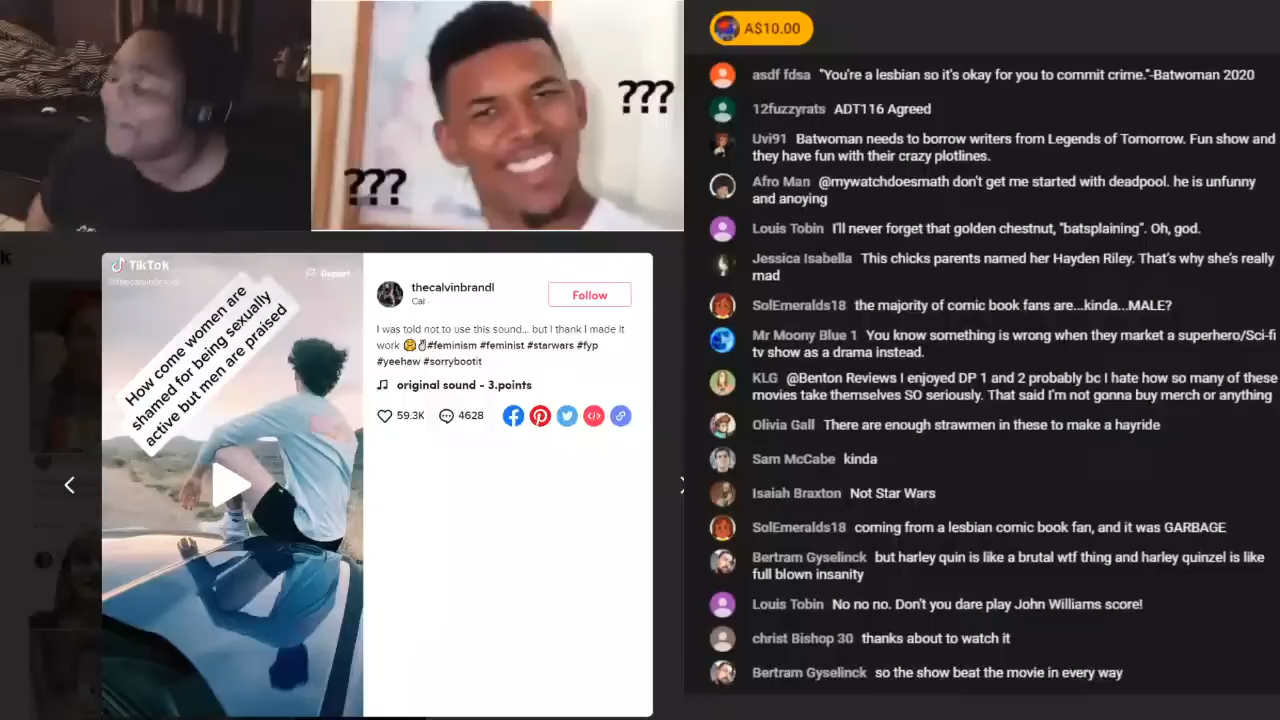 ???
???
k
TikTok
@thecalvinbrandl
Report
How come women are
shamed for being sexually
active but men are praised
thecalvinbrandl
Cal ·
Follow
I was told not to use this sound... but I thank I made it
work 🤗✌#feminism #feminist #starwars #fyp
#yeehaw #sorrybootit
♫ original sound - 3.points
59.3K
4628
A$10.00
asdf fdsa "You're a lesbian so it's okay for you to commit crime."-Batwoman 2020
12fuzzyrats ADT116 Agreed
Uvi91 Batwoman needs to borrow writers from Legends of Tomorrow. Fun show and
they have fun with their crazy plotlines.
Afro Man @mywatchdoesmath don't get me started with deadpool. he is unfunny
and anoying
Louis Tobin I'll never forget that golden chestnut, "batsplaining". Oh, god.
Jessica Isabella This chicks parents named her Hayden Riley. That's why she's really
mad
SolEmeralds18 the majority of comic book fans are...kinda...MALE?
Mr Moony Blue 1 You know something is wrong when they market a superhero/Sci-fi
tv show as a drama instead.
KLG @Benton Reviews I enjoyed DP 1 and 2 probably bc I hate how so many of these
movies take themselves SO seriously. That said I'm not gonna buy merch or anything
Olivia Gall There are enough strawmen in these to make a hayride
Sam McCabe kinda
Isaiah Braxton Not Star Wars
SolEmeralds18 coming from a lesbian comic book fan, and it was GARBAGE
Bertram Gyselinck but harley quin is like a brutal wtf thing and harley quinzel is like
full blown insanity
Louis Tobin No no no. Don't you dare play John Williams score!
christ Bishop 30 thanks about to watch it
Bertram Gyselinck so the show beat the movie in every way